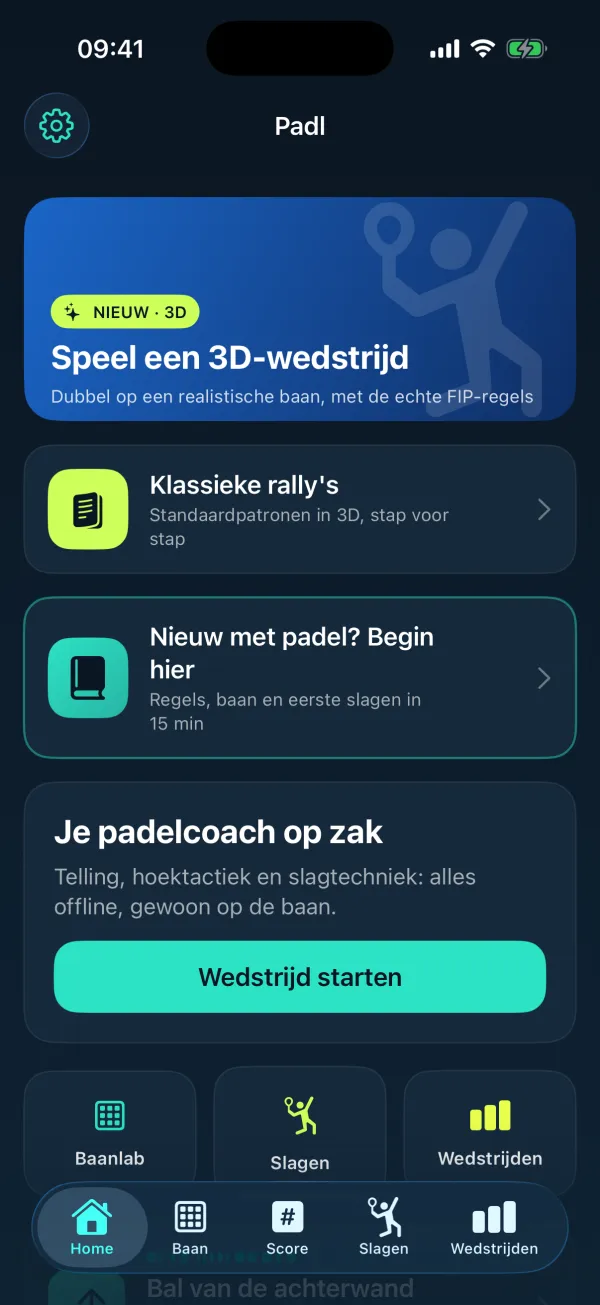 09:41
Padl
NIEUW · 3D
Speel een 3D-wedstrijd
Dubbel op een realistische baan, met de echte FIP-regels
Klassieke rally's
Standaardpatronen in 3D, stap voor
stap
Nieuw met padel? Begin
hier
Regels, baan en eerste slagen in
15 min
Je padelcoach op zak
Telling, hoektactiek en slagtechniek: alles
offline, gewoon op de baan.
Wedstrijd starten
Baanlab
Slagen
Wedstrijden
#
Home
Baan
Score
Slagen
Wedstrijden
Bal van de achterwand